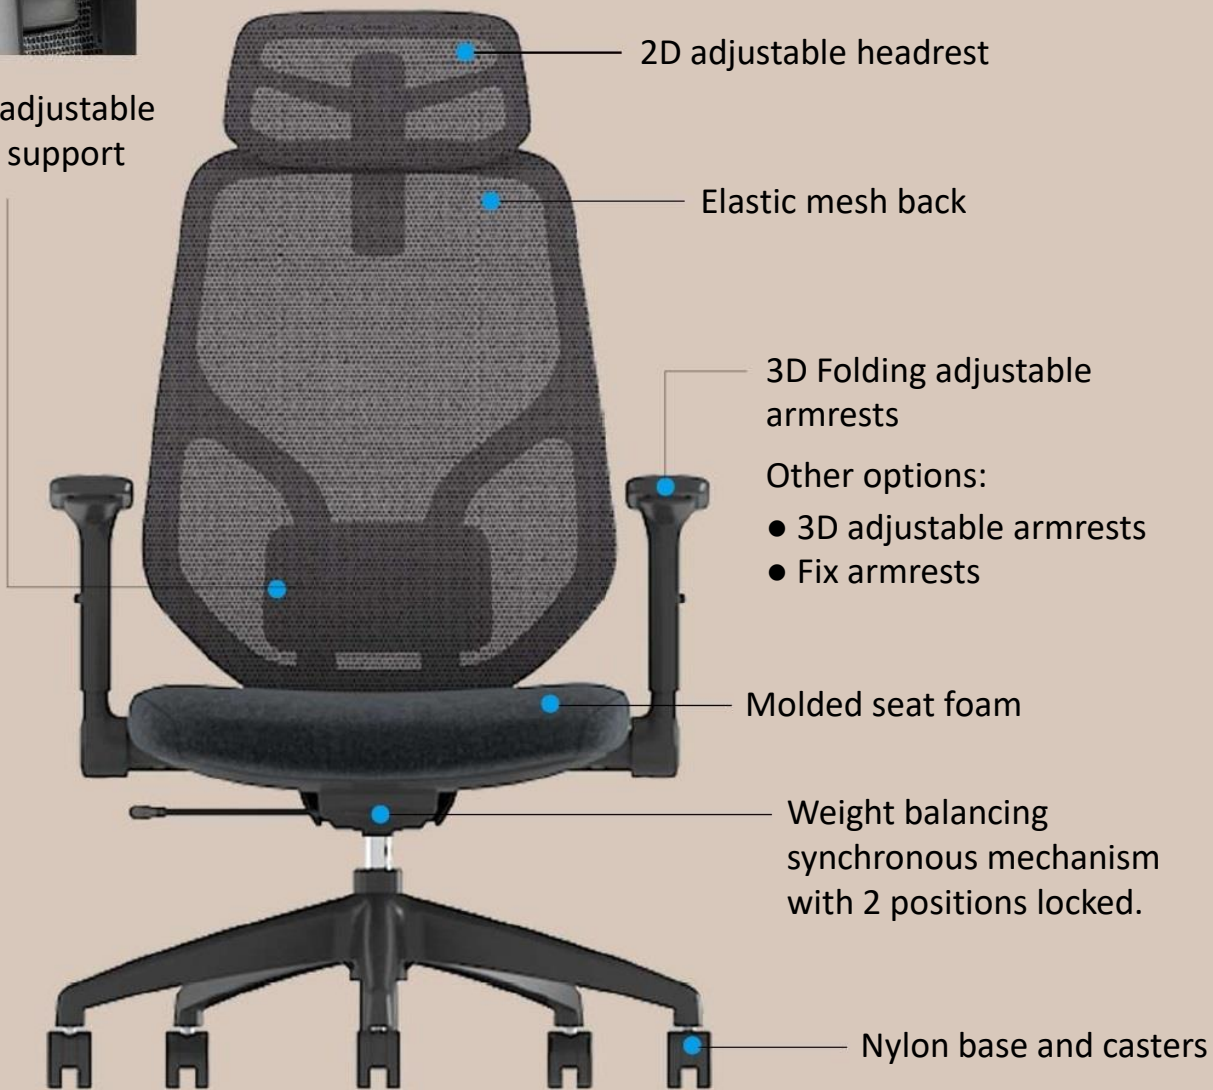 2D adjustable headrest
adjustable
support
Elastic mesh back
3D Folding adjustable
armrests
Other options:
● 3D adjustable armrests
● Fix armrests
Molded seat foam
Weight balancing
synchronous mechanism
with 2 positions locked.
Nylon base and casters